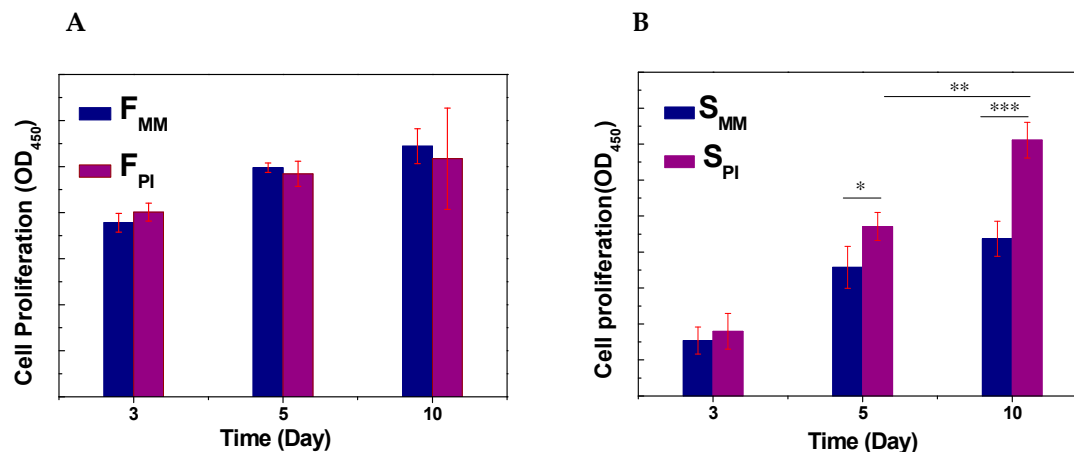 A
F_MM
F_PI
Cell Proliferation (OD_450)
3 5 10
Time (Day)
B
**
***
S_MM
S_PI
*
Cell proliferation(OD_450)
3 5 10
Time (Day)